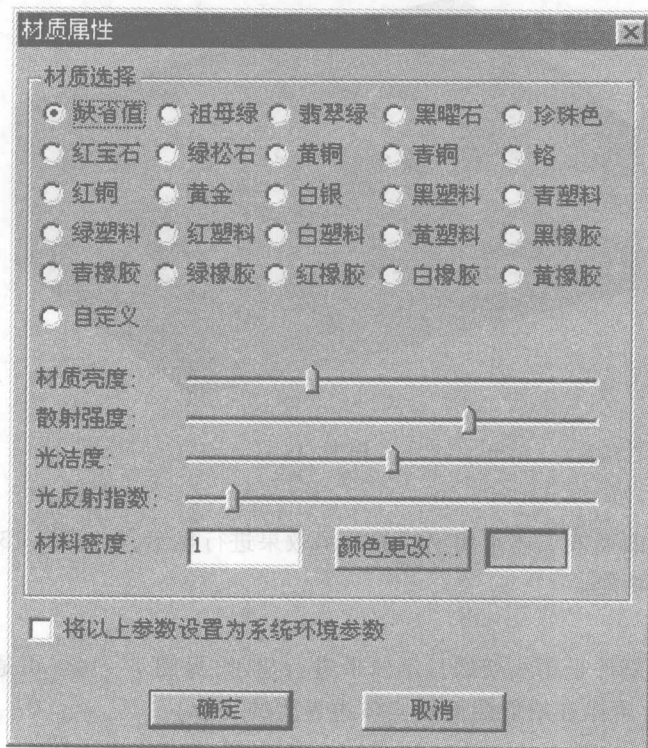 材质属性
材质选择
缺省值 祖母绿 翡翠绿 黑曜石 珍珠色
红宝石 绿松石 黄铜 青铜 铬
红铜 黄金 白银 黑塑料 青塑料
绿塑料 红塑料 白塑料 黄塑料 黑橡胶
青橡胶 绿橡胶 红橡胶 白橡胶 黄橡胶
自定义
材质亮度:
散射强度:
光洁度:
光反射指数:
材料密度: 1 颜色更改...
将以上参数设置为系统环境参数
确定 取消